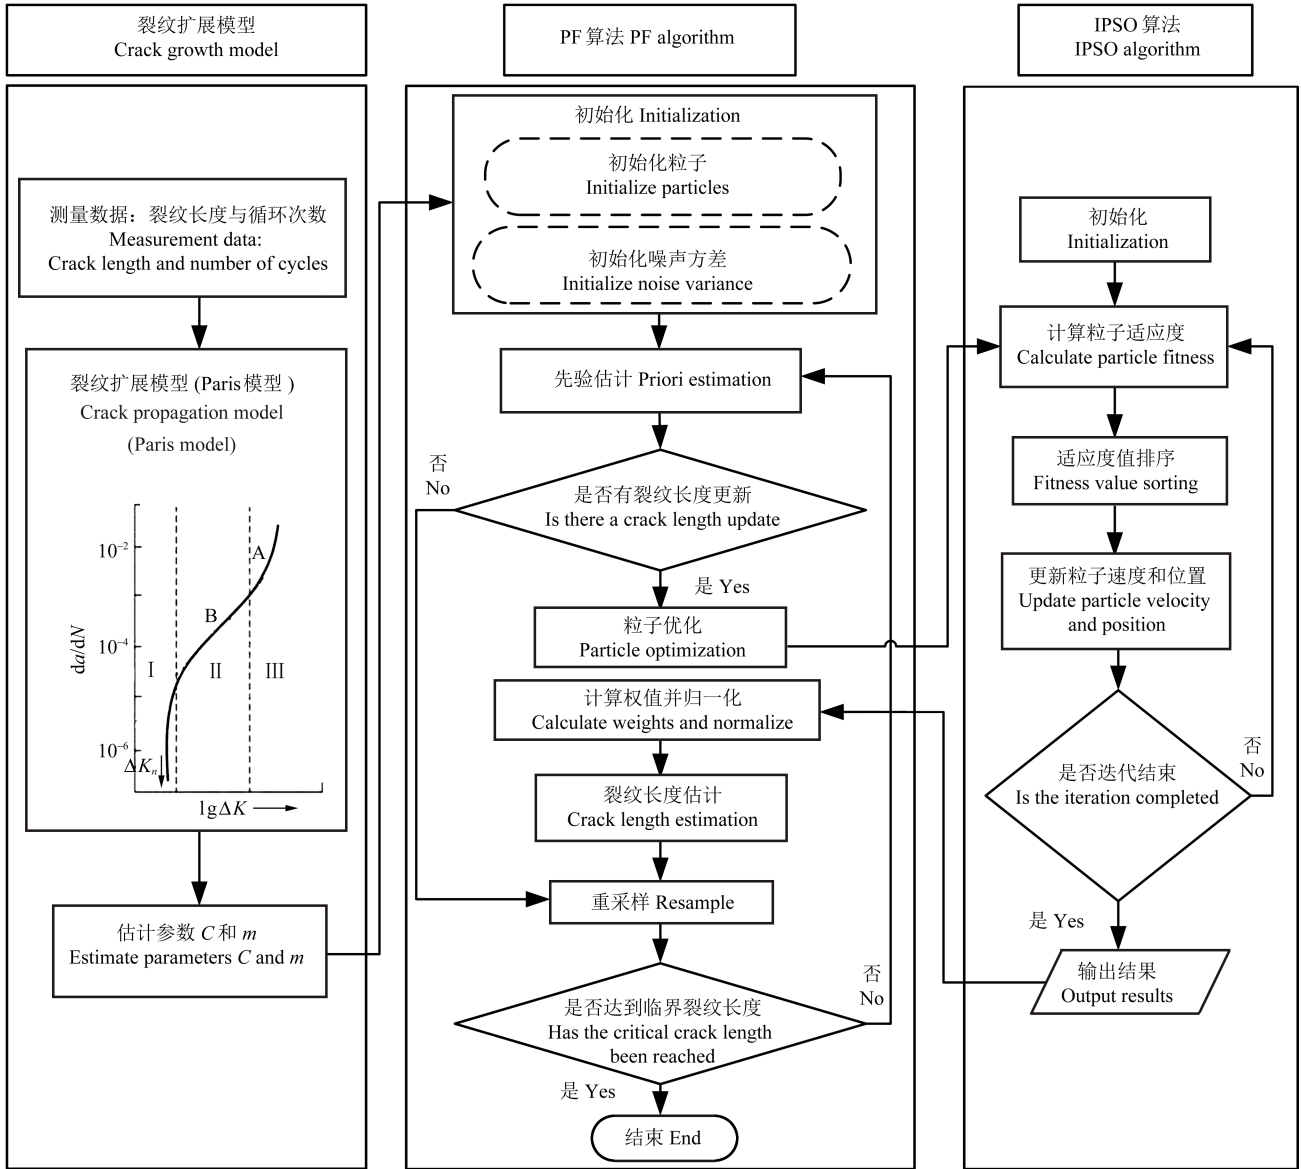 裂纹扩展模型
Crack growth model
测量数据：裂纹长度与循环次数
Measurement data:
Crack length and number of cycles
裂纹扩展模型 (Paris模型)
Crack propagation model
(Paris model)
da/dN
10⁻²
10⁻⁴
10⁻⁶
A
B
Ⅰ
Ⅱ
Ⅲ
ΔKₙ
lgΔK
估计参数 C 和 m
Estimate parameters C and m
PF 算法 PF algorithm
初始化 Initialization
初始化粒子
Initialize particles
初始化噪声方差
Initialize noise variance
先验估计 Priori estimation
否
No
是否有裂纹长度更新
Is there a crack length update
是 Yes
粒子优化
Particle optimization
计算权值并归一化
Calculate weights and normalize
裂纹长度估计
Crack length estimation
重采样 Resample
否
No
是否达到临界裂纹长度
Has the critical crack length
been reached
是 Yes
结束 End
IPSO 算法
IPSO algorithm
初始化
Initialization
计算粒子适应度
Calculate particle fitness
适应度值排序
Fitness value sorting
更新粒子速度和位置
Update particle velocity
and position
否
No
是否迭代结束
Is the iteration completed
是 Yes
输出结果
Output results